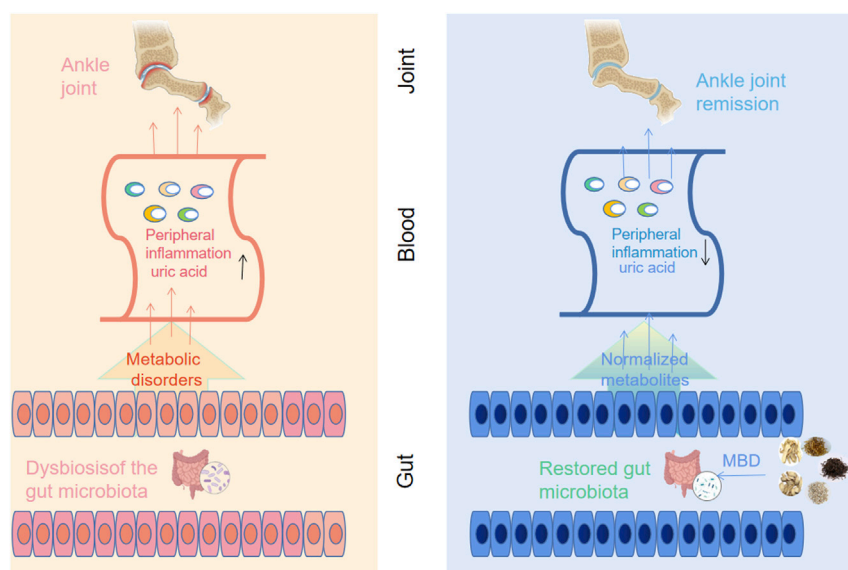 Ankle
joint
Peripheral
inflammation
uric acid
Metabolic
disorders
Dysbiosisof the
gut microbiota
Joint
Blood
Gut
Ankle joint
remission
Peripheral
inflammation
uric acid
Normalized
metabolites
Restored gut
microbiota
MBD